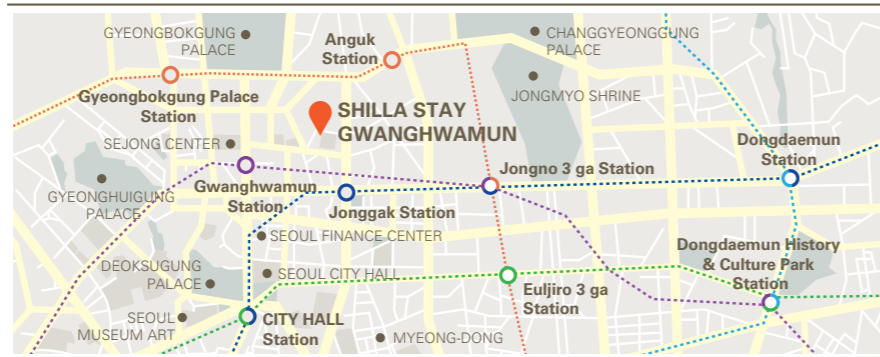 GYEONGBOKGUNG
PALACE
Anguk
Station
CHANGGYEONGGUNG
PALACE
Gyeongbokgung Palace
Station
JONGMYO SHRINE
SHILLA STAY
GWANGHWAMUN
SEJONG CENTER
Dongdaemun
Station
GYEONGHUIGUNG
PALACE
Gwanghwamun
Station
Jongno 3 ga Station
Jonggak Station
SEOUL FINANCE CENTER
Dongdaemun History
& Culture Park
Station
DEOKSUGUNG
PALACE
SEOUL CITY HALL
Euljiro 3 ga
Station
SEOUL
MUSEUM ART
CITY HALL
Station
MYEONG-DONG